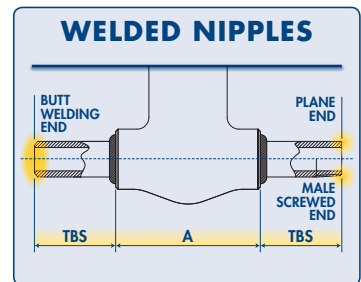 WELDED NIPPLES
BUTT
WELDING
END
PLANE
END
MALE
SCREWED
END
TBS
A
TBS